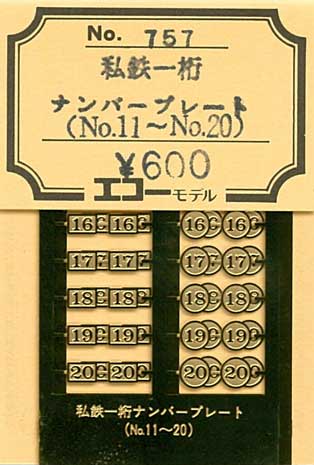 No. 757
私鉄一桁
ナンバープレート
(No.11～No.20)
¥600
エコーモデル
16 16 16 16
17 17 17 17
18 18 18 18
19 19 19 19
20 20 20 20
私鉄一桁ナンバープレート
(No.11～20)